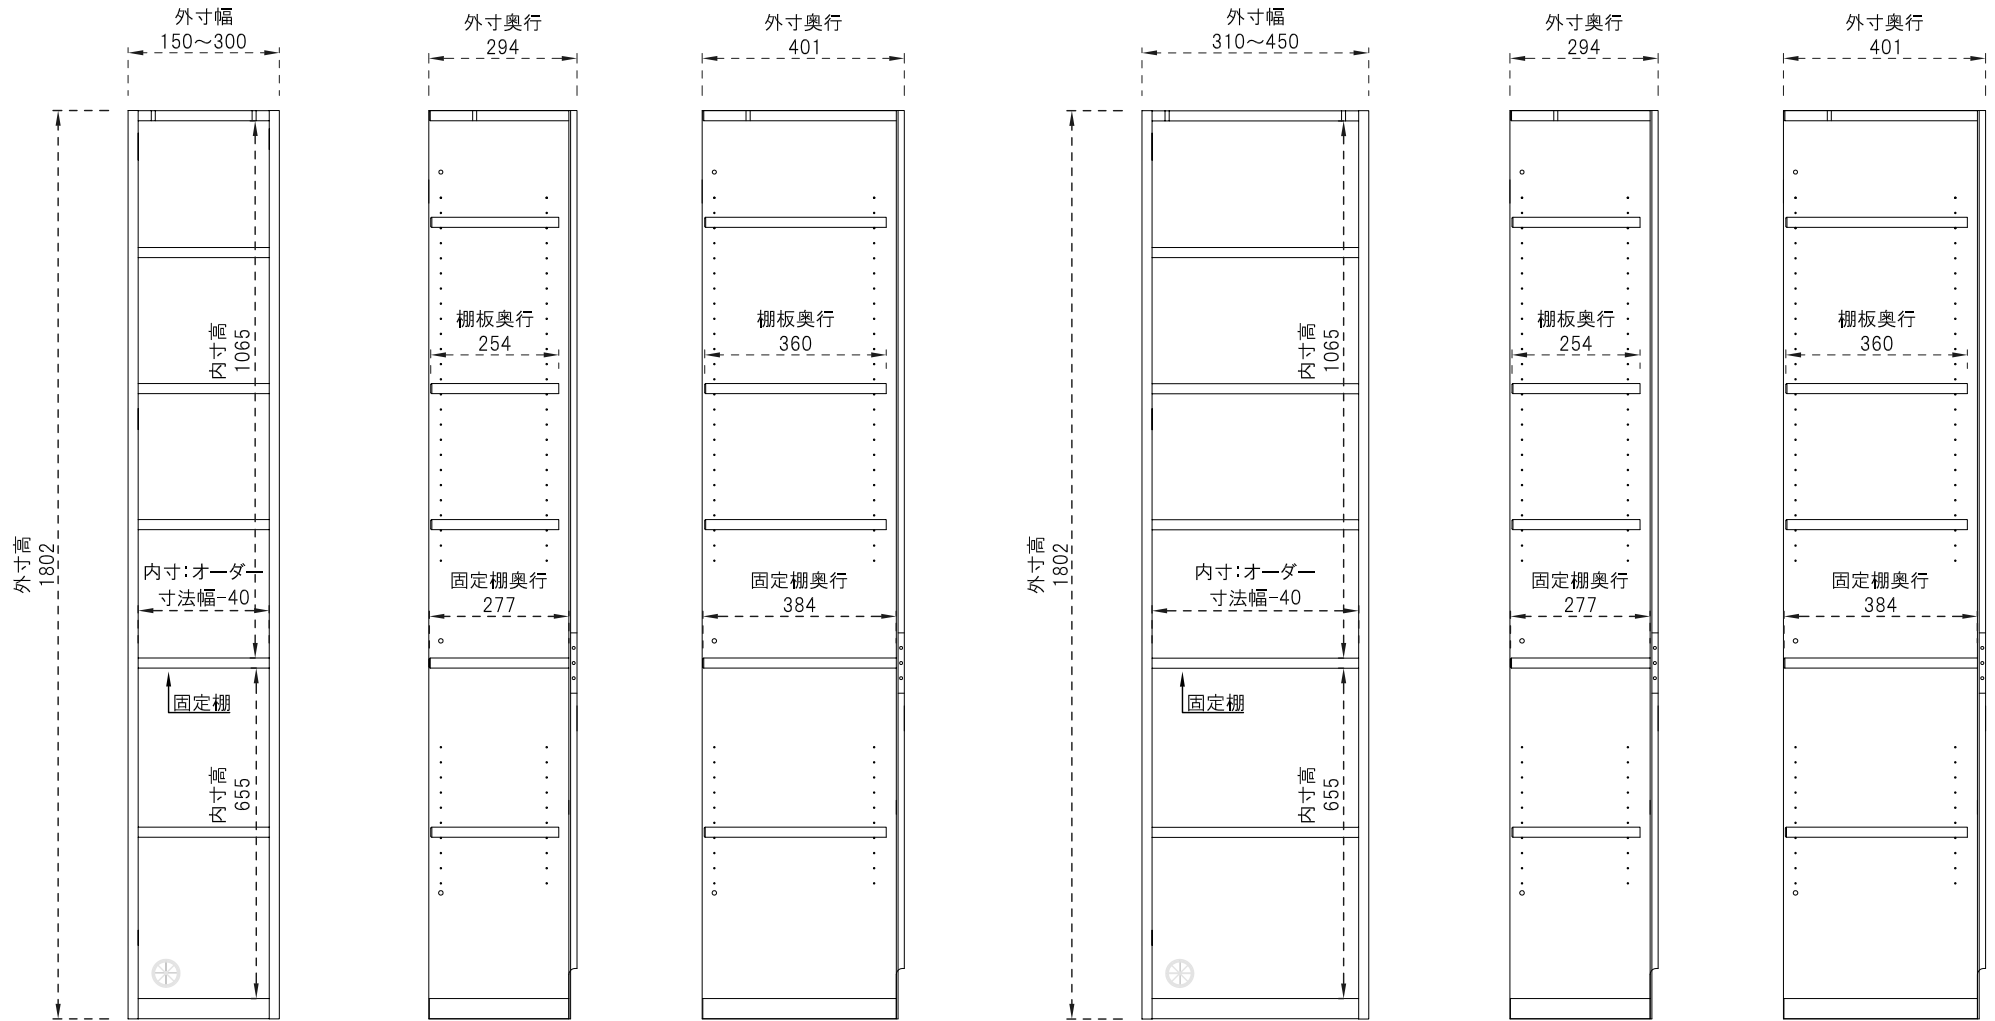 外寸幅
150～300
外寸奥行
294
外寸奥行
401
外寸幅
310～450
外寸奥行
294
外寸奥行
401
外寸高
1802
内寸高
1065
内寸：オーダー
寸法幅-40
固定棚
内寸高
655
棚板奥行
254
固定棚奥行
277
棚板奥行
360
固定棚奥行
384
外寸高
1802
内寸高
1065
内寸：オーダー
寸法幅-40
固定棚
内寸高
655
棚板奥行
254
固定棚奥行
277
棚板奥行
360
固定棚奥行
384